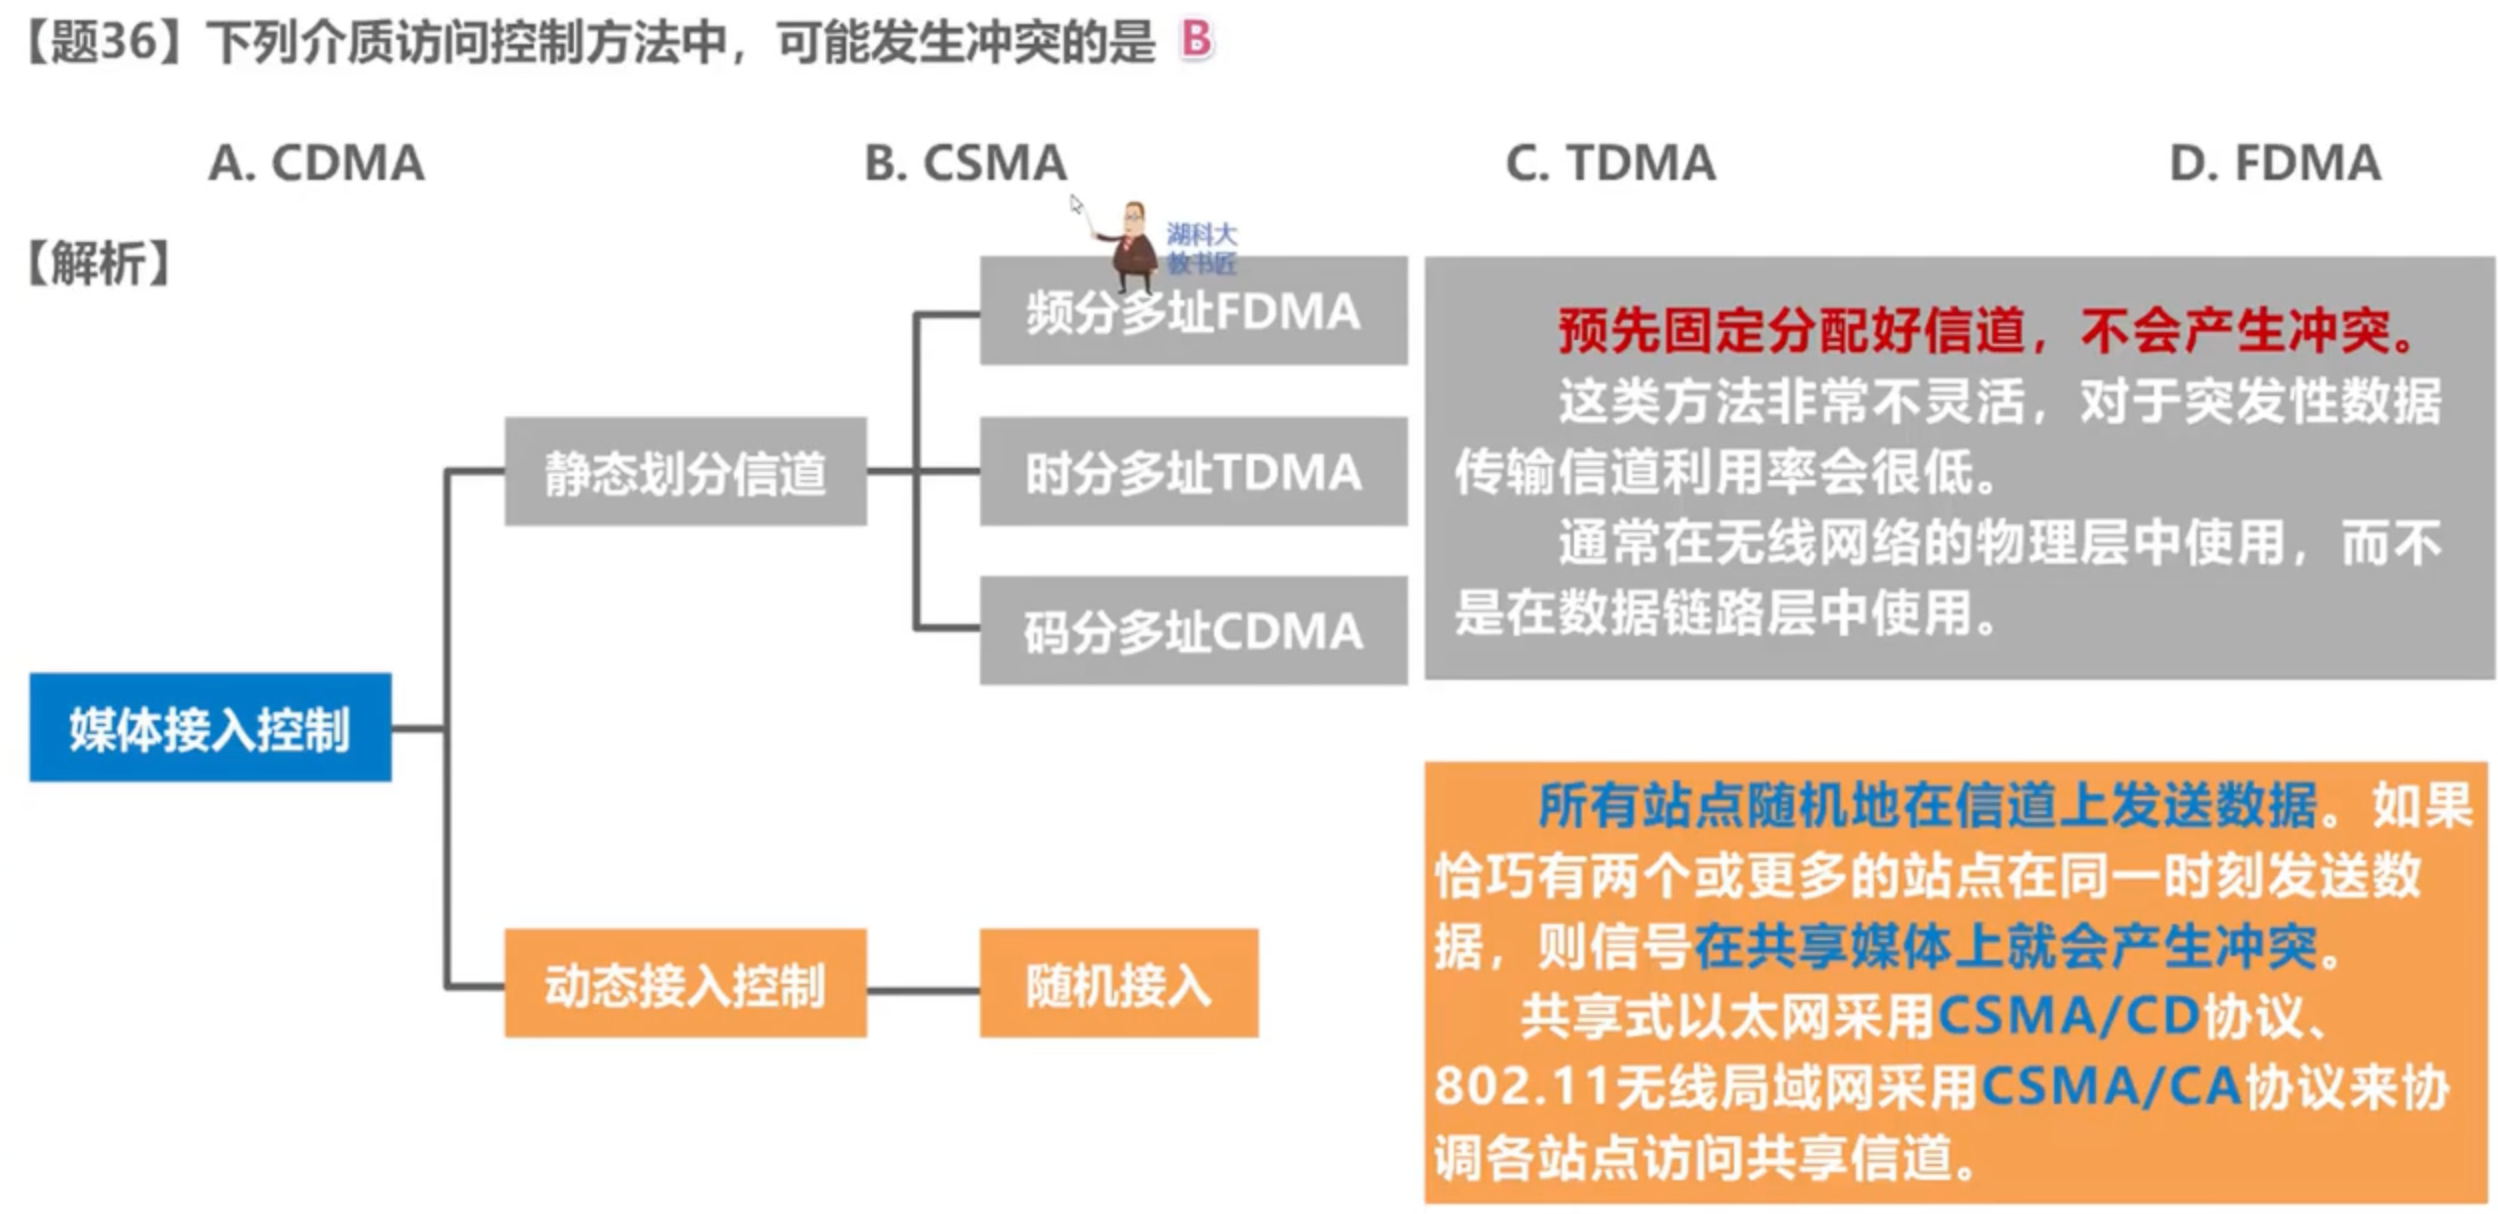 【题36】下列介质访问控制方法中，可能发生冲突的是 B
A. CDMA
B. CSMA
C. TDMA
D. FDMA
【解析】
湖科大
教书匠
媒体接入控制
静态划分信道
频分多址FDMA
时分多址TDMA
码分多址CDMA
预先固定分配好信道，不会产生冲突。
这类方法非常不灵活，对于突发性数据
传输信道利用率会很低。
通常在无线网络的物理层中使用，而不
是在数据链路层中使用。
动态接入控制
随机接入
所有站点随机地在信道上发送数据。如果
恰巧有两个或更多的站点在同一时刻发送数
据，则信号在共享媒体上就会产生冲突。
共享式以太网采用CSMA/CD协议、
802.11无线局域网采用CSMA/CA协议来协
调各站点访问共享信道。